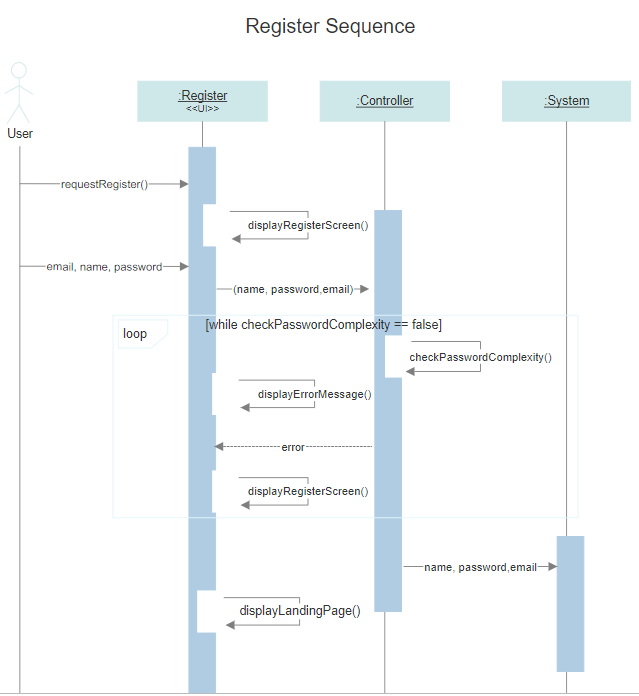 Register Sequence
:Register
<<UI>>
:Controller
:System
User
requestRegister()
displayRegisterScreen()
email, name, password
(name, password,email)
loop
[while checkPasswordComplexity == false]
checkPasswordComplexity()
displayErrorMessage()
error
displayRegisterScreen()
name, password,email
displayLandingPage()